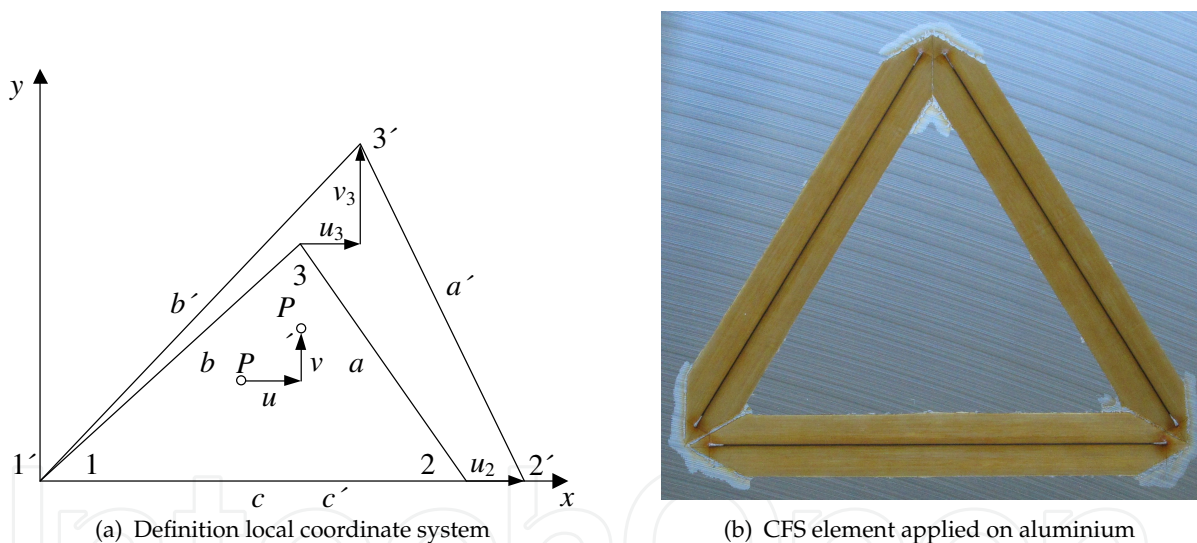 y
3´
v3
u3
3
a´
b´
P
´
P
b
v
a
u
1´
1
2
u2
2´
x
c
c´
(a) Definition local coordinate system
(b) CFS element applied on aluminium